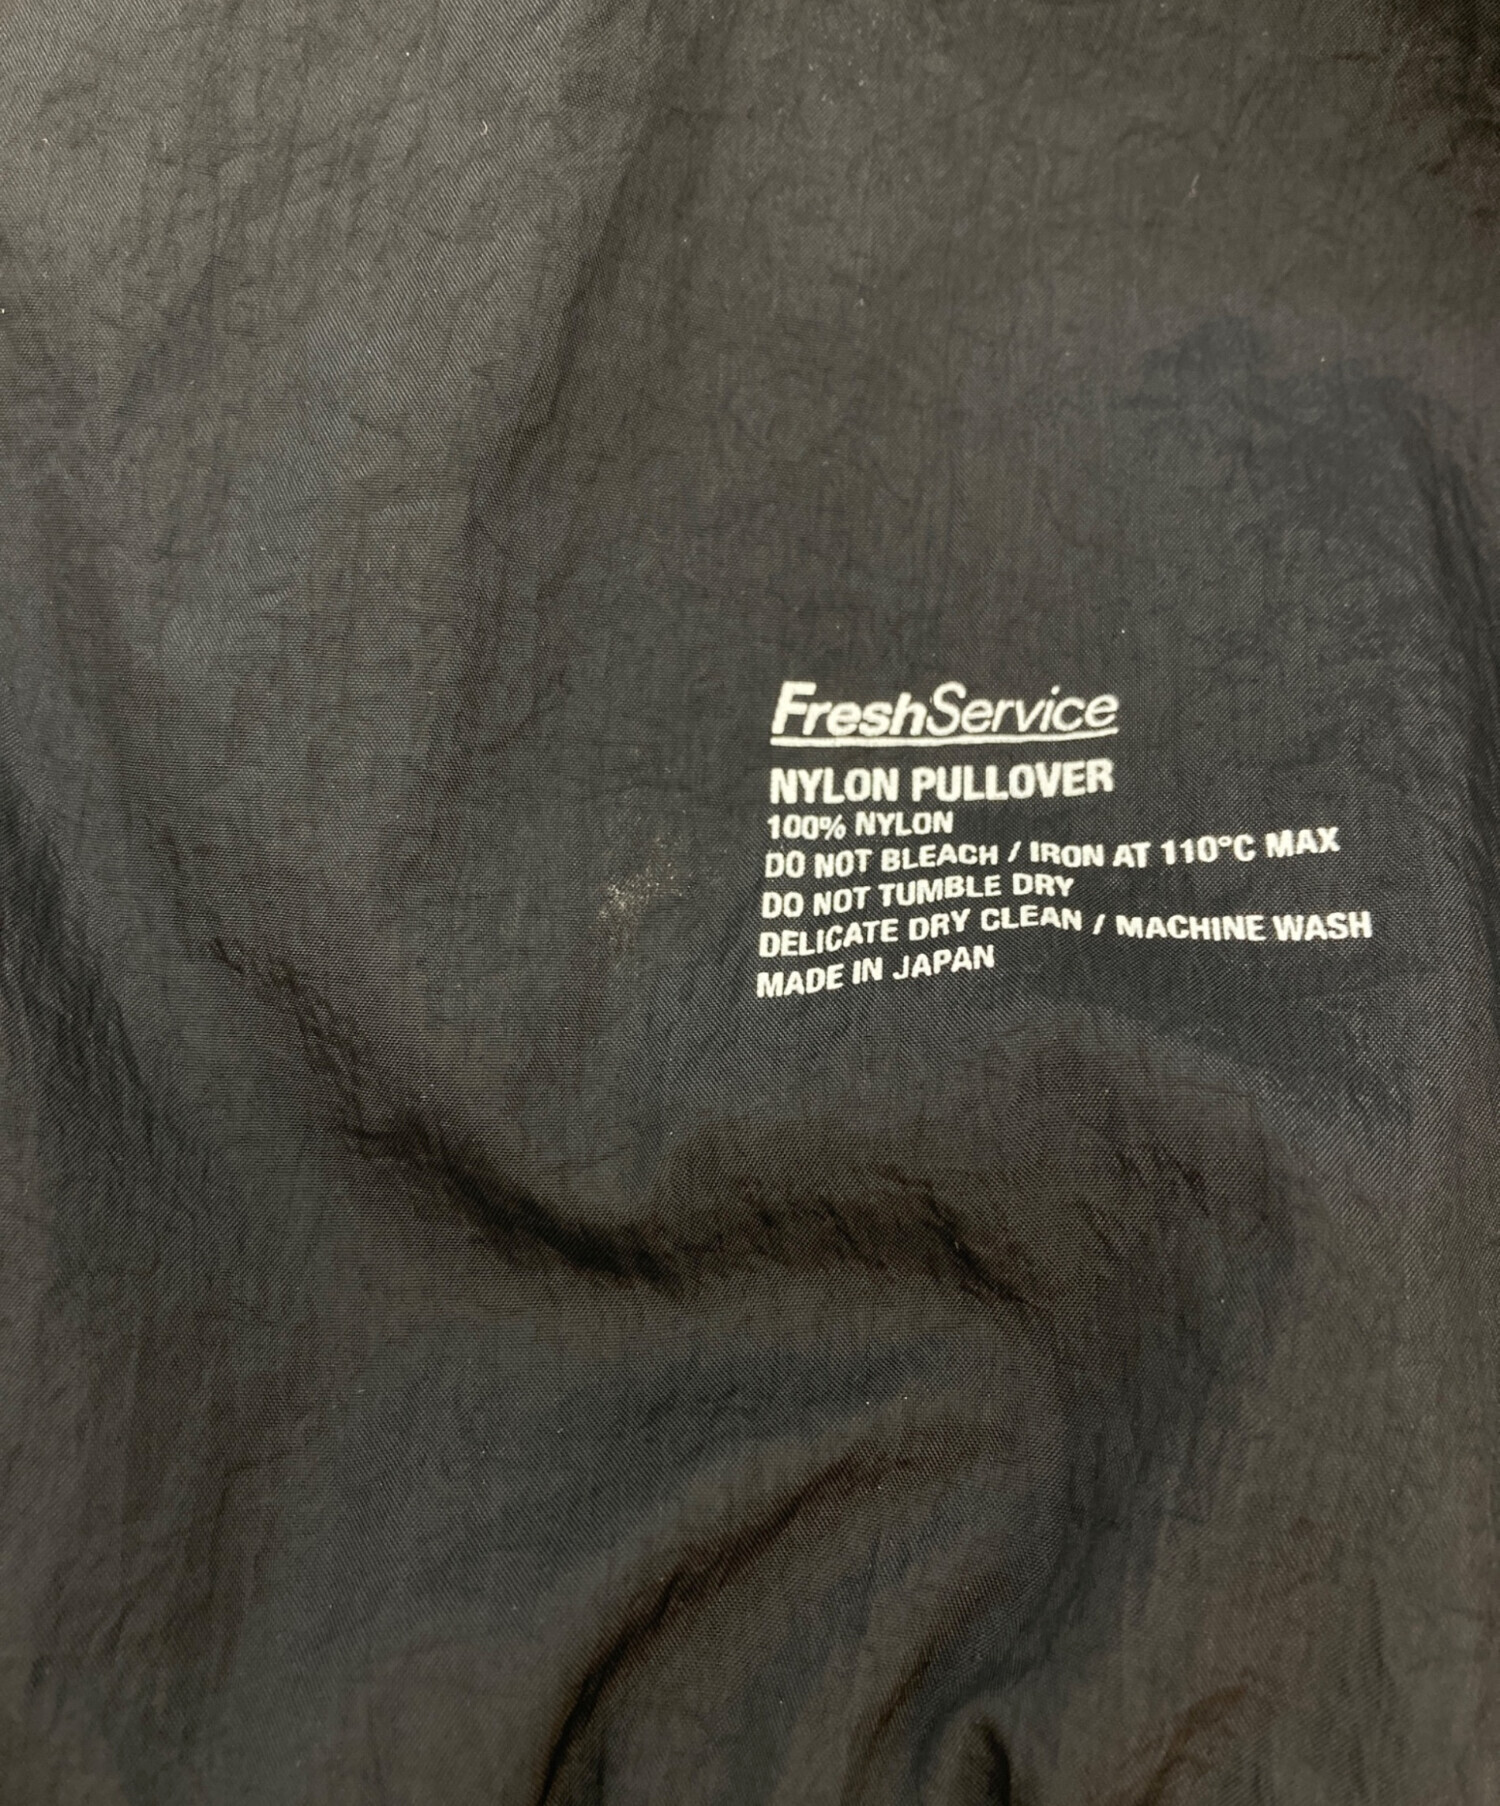 FreshService
NYLON PULLOVER
100% NYLON
DO NOT BLEACH / IRON AT 110°C MAX
DO NOT TUMBLE DRY
DELICATE DRY CLEAN / MACHINE WASH
MADE IN JAPAN